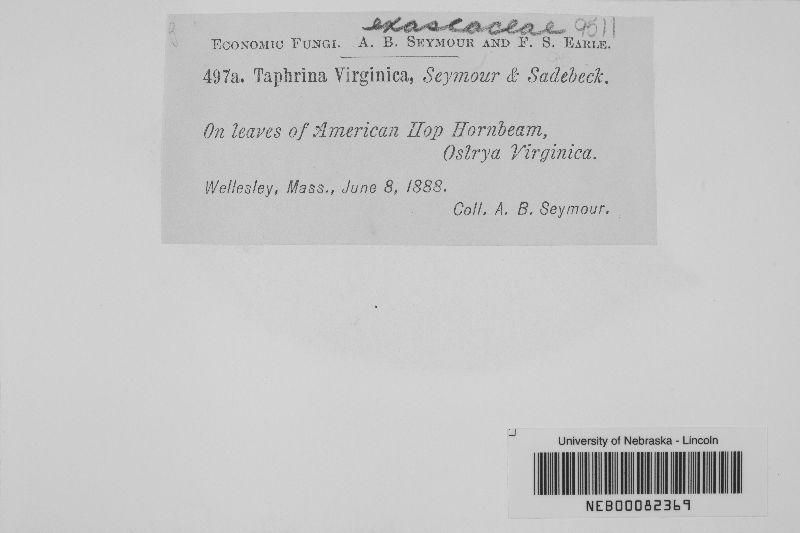 exascaceae 9511
Economic Fungi. A. B. Seymour and F. S. Earle.
497a. Taphrina Virginica, Seymour & Sadebeck.
On leaves of American Hop Hornbeam,
Ostrya Virginica.
Wellesley, Mass., June 8, 1888.
Coll. A. B. Seymour.
University of Nebraska - Lincoln
NEB00082369